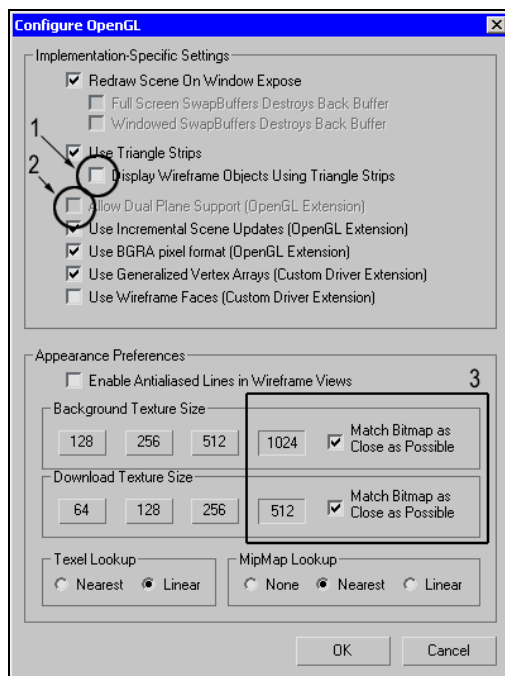 Configure OpenGL
Implementation-Specific Settings
Redraw Scene On Window Expose
Full Screen SwapBuffers Destroys Back Buffer
Windowed SwapBuffers Destroys Back Buffer
1
Use Triangle Strips
2
Display Wireframe Objects Using Triangle Strips
Allow Dual Plane Support (OpenGL Extension)
Use Incremental Scene Updates (OpenGL Extension)
Use BGRA pixel format (OpenGL Extension)
Use Generalized Vertex Arrays (Custom Driver Extension)
Use Wireframe Faces (Custom Driver Extension)
Appearance Preferences
Enable Antialiased Lines in Wireframe Views
3
Background Texture Size
128 256 512 1024 Match Bitmap as
Close as Possible
Download Texture Size
64 128 256 512 Match Bitmap as
Close as Possible
Texel Lookup MipMap Lookup
Nearest Linear None Nearest Linear
OK Cancel